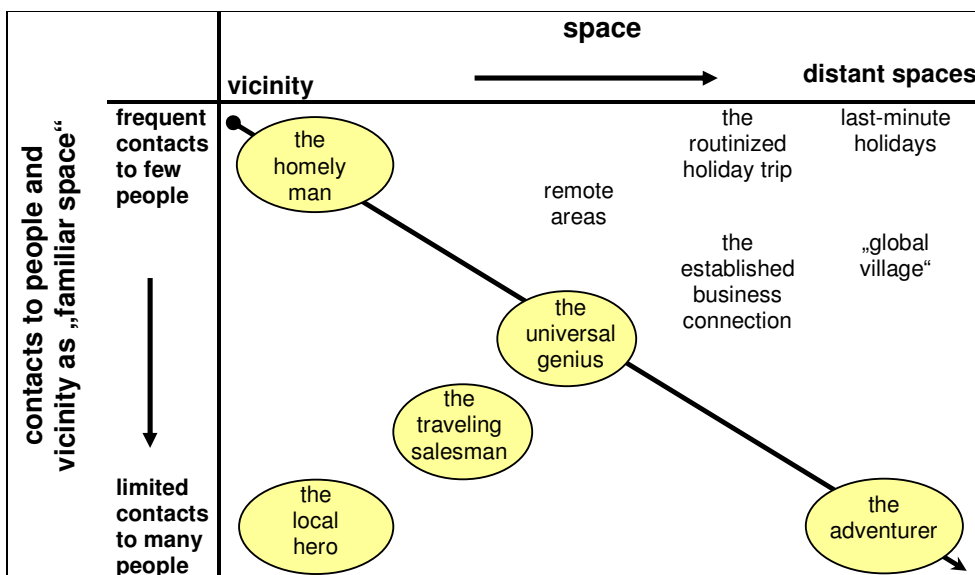 space
vicinity
distant spaces
contacts to people and
vicinity as „familiar space“
frequent
contacts
to few
people
limited
contacts
to many
people
the
homely
man
remote
areas
the
routinized
holiday trip
last-minute
holidays
the
established
business
connection
„global
village“
the
universal
genius
the
traveling
salesman
the
local
hero
the
adventurer